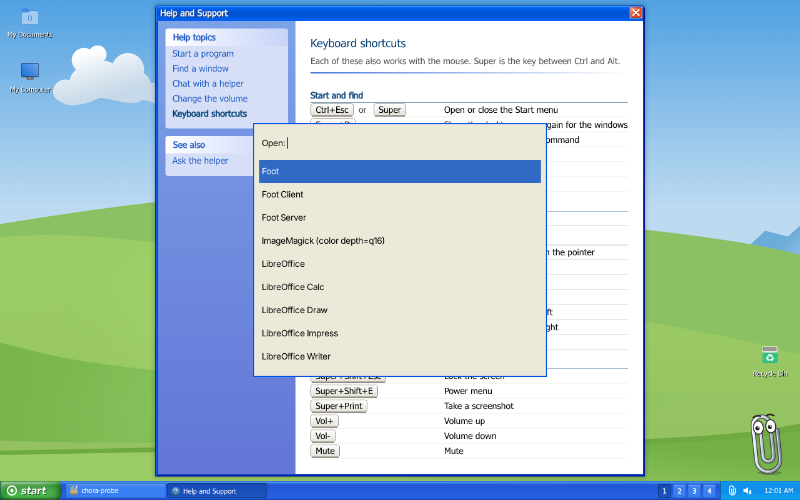 My Documents
My Computer
Help and Support
Help topics
Start a program
Find a window
Chat with a helper
Change the volume
Keyboard shortcuts
See also
Ask the helper
Keyboard shortcuts
Each of these also works with the mouse. Super is the key between Ctrl and Alt.
Start and find
Ctrl+Esc or Super Open or close the Start menu
gain for the windows
ommand
Open:
Foot
Foot Client
Foot Server
ImageMagick (color depth=q16)
LibreOffice
LibreOffice Calc
LibreOffice Draw
LibreOffice Impress
LibreOffice Writer
the pointer
ft
ght
Super+Shift+Esc Lock the screen
Super+Shift+E Power menu
Super+Print Take a screenshot
Vol+ Volume up
Vol- Volume down
Mute Mute
Recycle Bin
start
chora-probe
Help and Support
1 2 3 4
12:01 AM